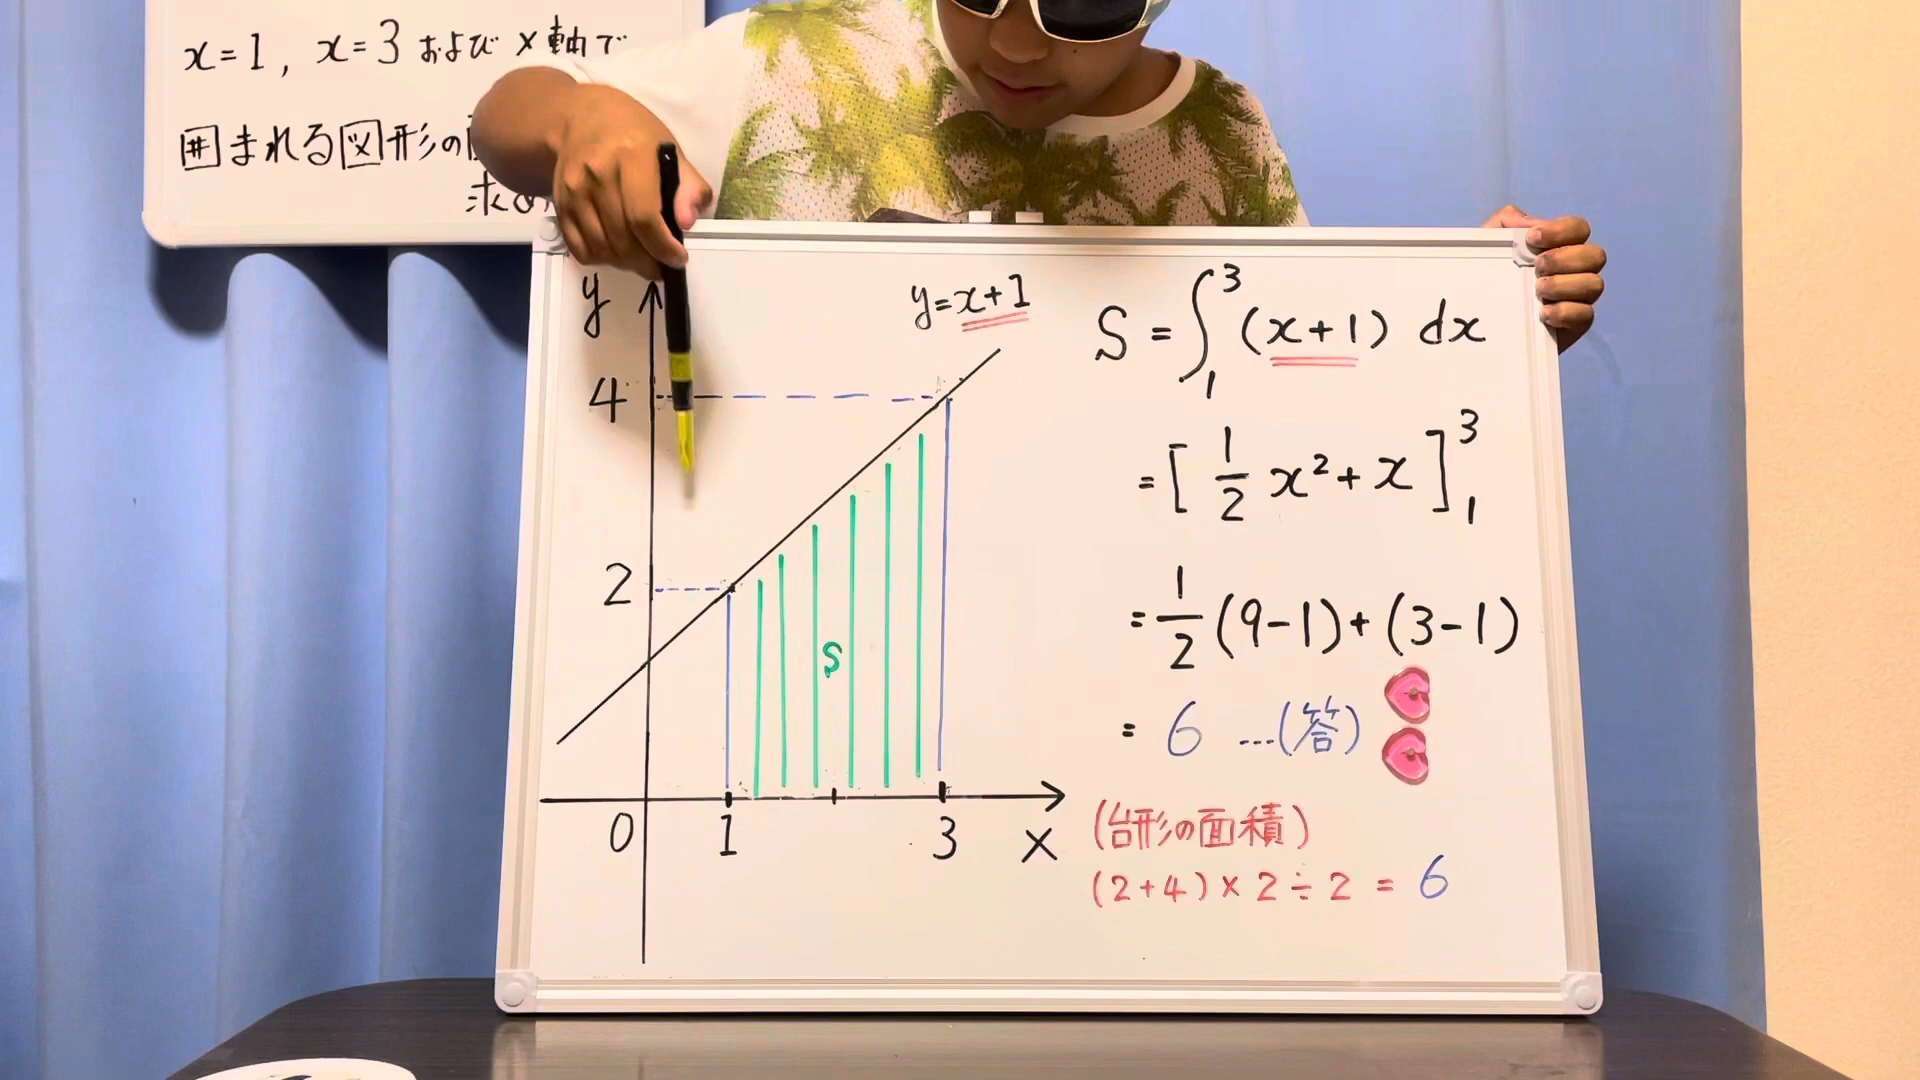 x=1, x=3 および x 軸で
囲まれる図形の
求め
y
y=x+1
4
2
S
0 1 3 x
S = ∫₁³ (x+1) dx
= [ 1/2 x² + x ]₁³
= 1/2 (9-1) + (3-1)
= 6 ...(答)
(台形の面積)
(2+4) × 2 ÷ 2 = 6